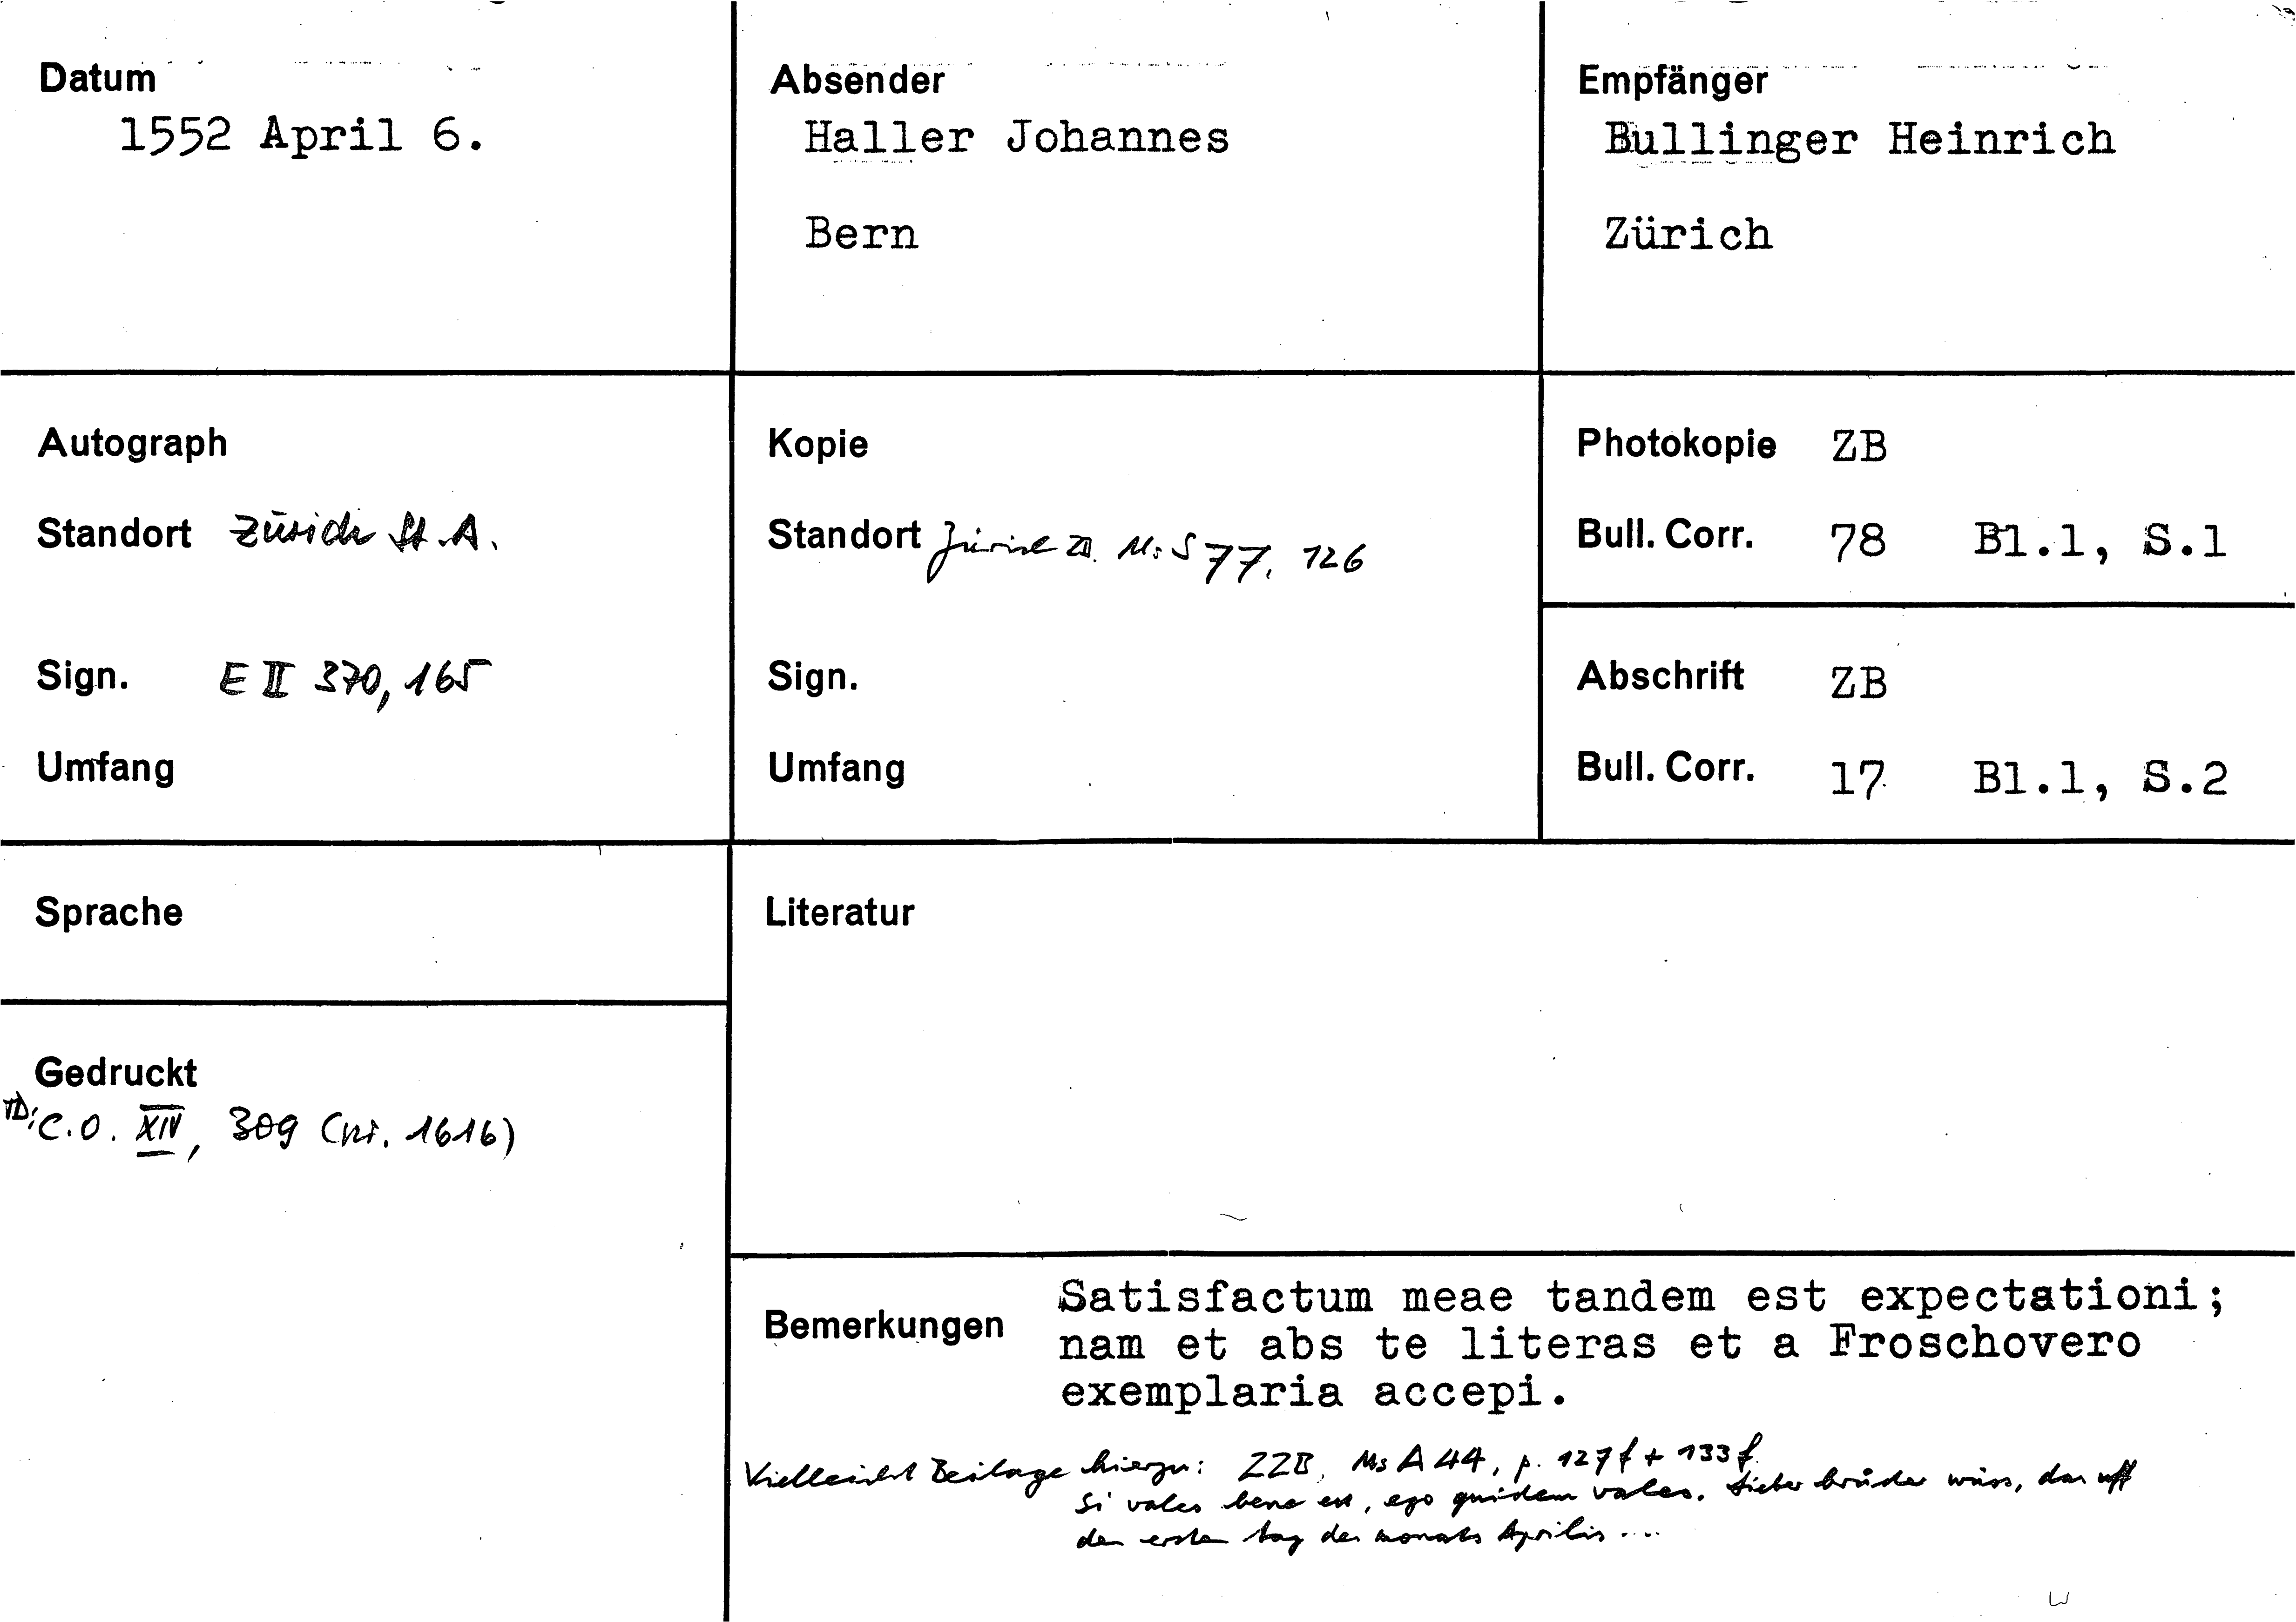 Datum
1552 April 6.
Absender
Haller Johannes
Bern
Empfänger
Bullinger Heinrich
Zürich
Autograph
Standort Zürich St.A.
Sign. E II 370, 165
Umfang
Kopie
Standort Zürich ZB. Ms S 77, 126
Sign.
Umfang
Photokopie ZB
Bull. Corr. 78 Bl.1, S.1
Abschrift ZB
Bull. Corr. 17 Bl.1, S.2
Sprache
Gedruckt
TD: C.O. XIV, 309 (nr. 1616)
Literatur
Bemerkungen
Satisfactum meae tandem est expectationi;
nam et abs te literas et a Froschovero
exemplaria accepi.
Vielleicht Beilage hierzu: ZZB, Ms A 44, p. 127f + 133f.
Si vales bene est, ego quidem valeo. Lieber brůder wüss, das uff
den ersten tag des monats Aprilis ....